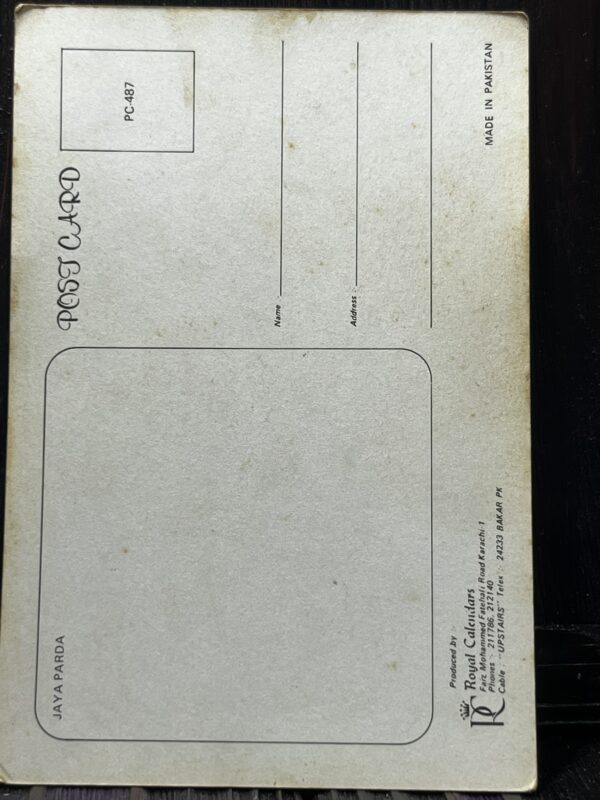 JAYA PARDA
POST CARD
PC-487
Name
Address :-
Produced by :-
RC Royal Calendars
Faiz Mohammed Fatehali Road Karachi-1
Phones :- 211786, 212140
Cable :- "UPSTAIRS" Telex :- 24233 BAKAR PK
MADE IN PAKISTAN